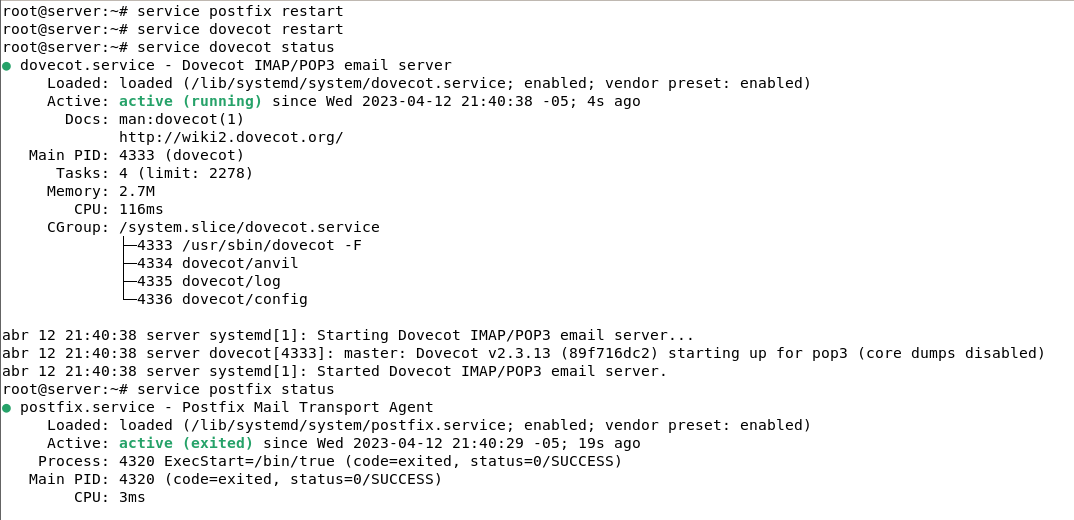 root@server:~# service postfix restart
root@server:~# service dovecot restart
root@server:~# service dovecot status
● dovecot.service - Dovecot IMAP/POP3 email server
     Loaded: loaded (/lib/systemd/system/dovecot.service; enabled; vendor preset: enabled)
     Active: active (running) since Wed 2023-04-12 21:40:38 -05; 4s ago
       Docs: man:dovecot(1)
             http://wiki2.dovecot.org/
   Main PID: 4333 (dovecot)
      Tasks: 4 (limit: 2278)
     Memory: 2.7M
        CPU: 116ms
     CGroup: /system.slice/dovecot.service
             ├─4333 /usr/sbin/dovecot -F
             ├─4334 dovecot/anvil
             ├─4335 dovecot/log
             └─4336 dovecot/config

abr 12 21:40:38 server systemd[1]: Starting Dovecot IMAP/POP3 email server...
abr 12 21:40:38 server dovecot[4333]: master: Dovecot v2.3.13 (89f716dc2) starting up for pop3 (core dumps disabled)
abr 12 21:40:38 server systemd[1]: Started Dovecot IMAP/POP3 email server.
root@server:~# service postfix status
● postfix.service - Postfix Mail Transport Agent
     Loaded: loaded (/lib/systemd/system/postfix.service; enabled; vendor preset: enabled)
     Active: active (exited) since Wed 2023-04-12 21:40:29 -05; 19s ago
    Process: 4320 ExecStart=/bin/true (code=exited, status=0/SUCCESS)
   Main PID: 4320 (code=exited, status=0/SUCCESS)
        CPU: 3ms